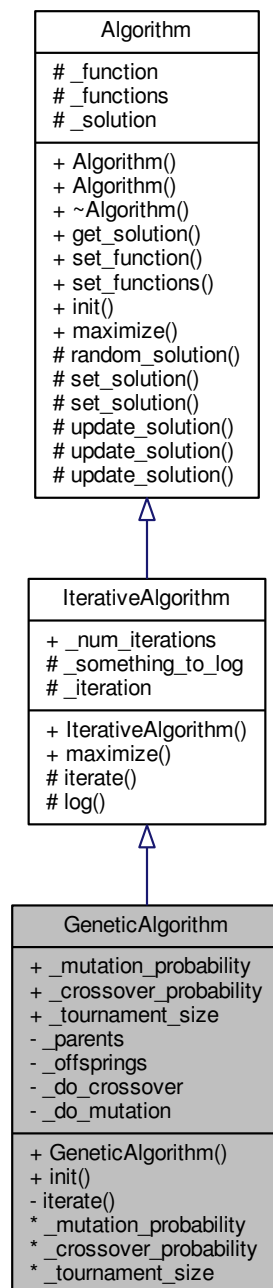 Algorithm
# _function
# _functions
# _solution
+ Algorithm()
+ Algorithm()
+ ~Algorithm()
+ get_solution()
+ set_function()
+ set_functions()
+ init()
+ maximize()
# random_solution()
# set_solution()
# set_solution()
# update_solution()
# update_solution()
# update_solution()
IterativeAlgorithm
+ _num_iterations
# _something_to_log
# _iteration
+ IterativeAlgorithm()
+ maximize()
# iterate()
# log()
GeneticAlgorithm
+ _mutation_probability
+ _crossover_probability
+ _tournament_size
- _parents
- _offsprings
- _do_crossover
- _do_mutation
+ GeneticAlgorithm()
+ init()
- iterate()
* _mutation_probability
* _crossover_probability
* _tournament_size